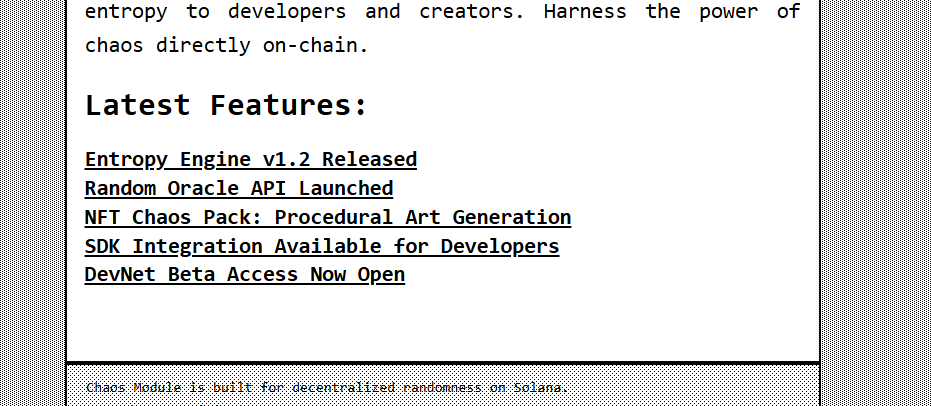 entropy to developers and creators. Harness the power of
chaos directly on-chain.
Latest Features:
Entropy Engine v1.2 Released
Random Oracle API Launched
NFT Chaos Pack: Procedural Art Generation
SDK Integration Available for Developers
DevNet Beta Access Now Open
Chaos Module is built for decentralized randomness on Solana.